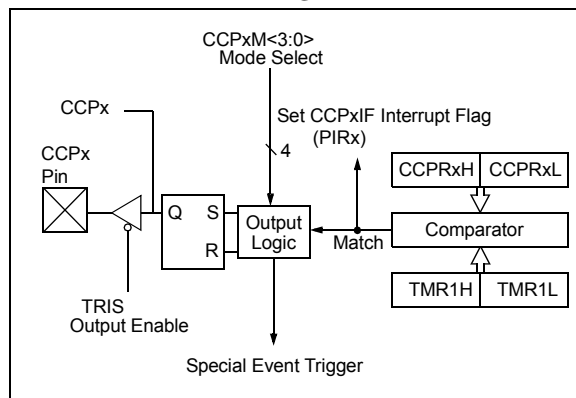 CCPxM<3:0>
Mode Select
CCPx
Set CCPxIF Interrupt Flag
(PIRx)
4
CCPx
Pin
CCPRxH CCPRxL
Q S
R
Output
Logic
Match
Comparator
TMR1H TMR1L
TRIS
Output Enable
Special Event Trigger